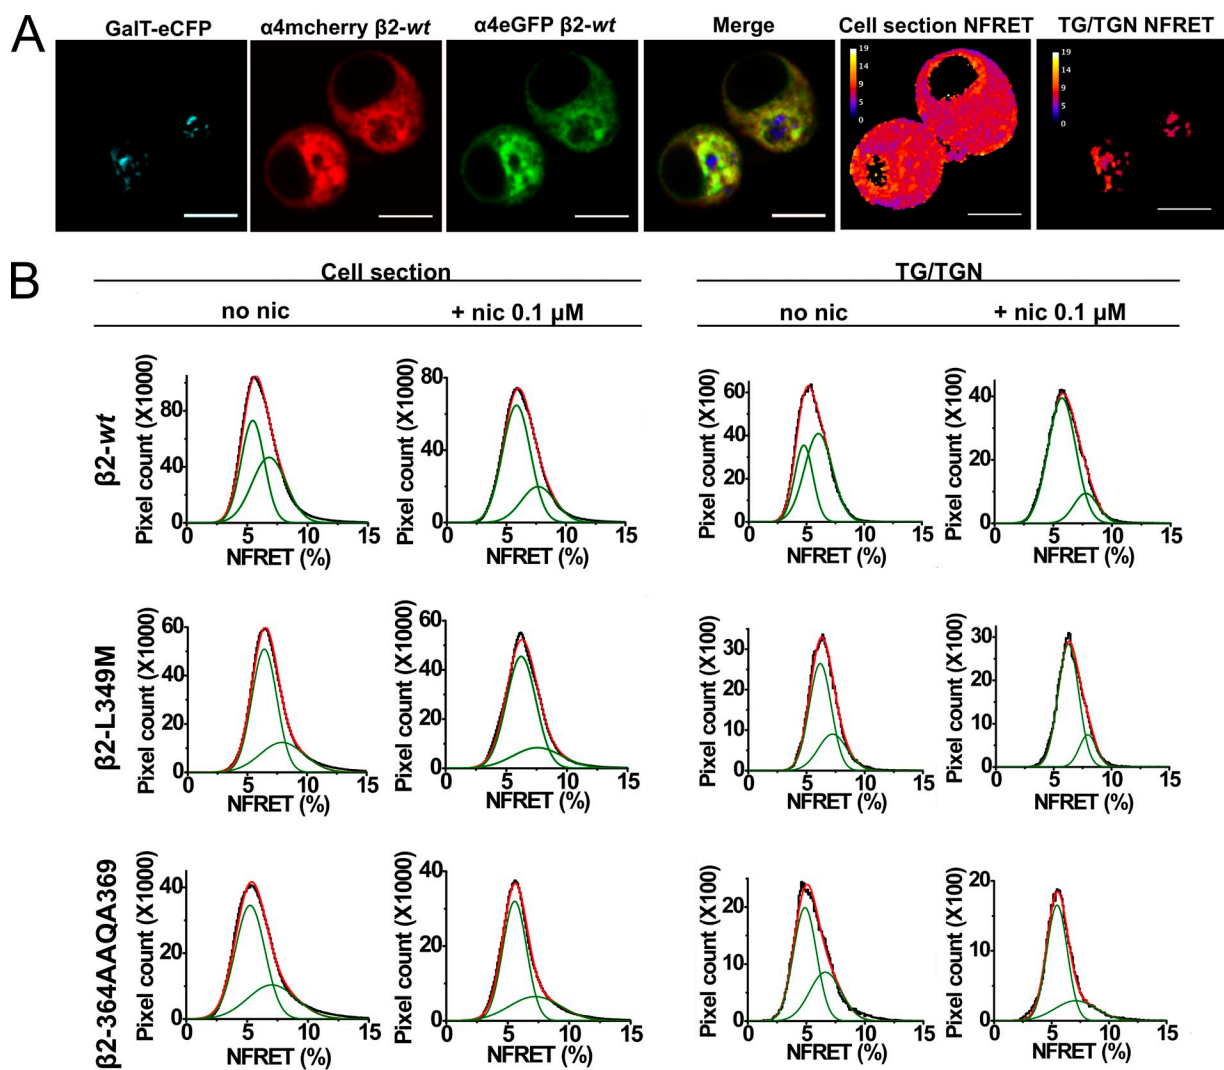 A
GalT-eCFP
α4mcherry β2-wt
α4eGFP β2-wt
Merge
Cell section NFRET
TG/TGN NFRET
19
14
9
5
0
19
14
9
5
0
B
Cell section
TG/TGN
no nic
+ nic 0.1 µM
no nic
+ nic 0.1 µM
β2-wt
Pixel count (X1000)
80
40
0
0 5 10 15
NFRET (%)
Pixel count (X1000)
80
40
0
0 5 10 15
NFRET (%)
Pixel count (X100)
60
40
20
0
0 5 10 15
NFRET (%)
Pixel count (X100)
40
20
0
0 5 10 15
NFRET (%)
β2-L349M
Pixel count (X1000)
60
40
20
0
0 5 10 15
NFRET (%)
Pixel count (X1000)
60
40
20
0
0 5 10 15
NFRET (%)
Pixel count (X100)
30
20
10
0
0 5 10 15
NFRET (%)
Pixel count (X100)
30
20
10
0
0 5 10 15
NFRET (%)
β2-364AAQA369
Pixel count (X1000)
40
20
0
0 5 10 15
NFRET (%)
Pixel count (X1000)
40
20
0
0 5 10 15
NFRET (%)
Pixel count (X100)
20
10
0
0 5 10 15
NFRET (%)
Pixel count (X100)
20
10
0
0 5 10 15
NFRET (%)